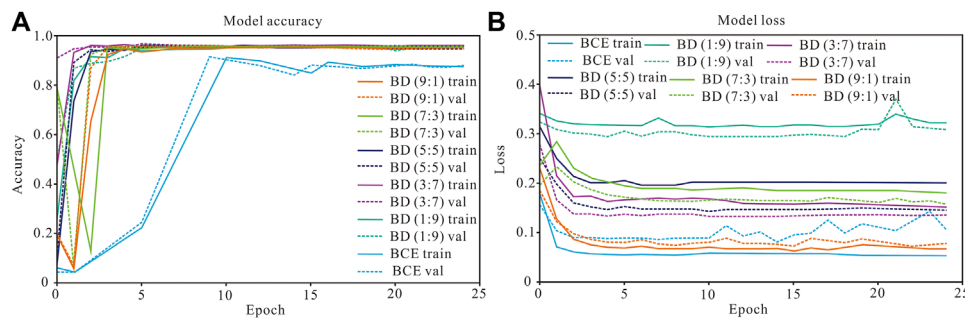 A
Model accuracy
1.0
0.8
0.6
0.4
0.2
0
Accuracy
0
5
10
15
20
25
Epoch
BD (9:1) train
BD (9:1) val
BD (7:3) train
BD (7:3) val
BD (5:5) train
BD (5:5) val
BD (3:7) train
BD (3:7) val
BD (1:9) train
BD (1:9) val
BCE train
BCE val
B
Model loss
0.5
0.4
0.3
0.2
0.1
0
Loss
0
5
10
15
20
25
Epoch
BCE train BD (1:9) train BD (3:7) train
BCE val BD (1:9) val BD (3:7) val
BD (5:5) train BD (7:3) train BD (9:1) train
BD (5:5) val BD (7:3) val BD (9:1) val